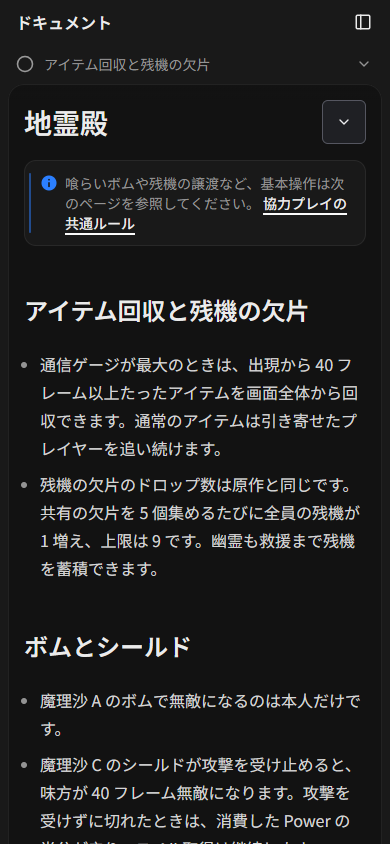 ドキュメント
アイテム回収と残機の欠片
地霊殿
喰らいボムや残機の譲渡など、基本操作は次
のページを参照してください。 協力プレイの
共通ルール
アイテム回収と残機の欠片
通信ゲージが最大のときは、出現から 40 フ
レーム以上たったアイテムを画面全体から回
収できます。通常のアイテムは引き寄せたプ
レイヤーを追い続けます。
残機の欠片のドロップ数は原作と同じです。
共有の欠片を 5 個集めるたびに全員の残機が
1 増え、上限は 9 です。幽霊も救援まで残機
を蓄積できます。
ボムとシールド
魔理沙 A のボムで無敵になるのは本人だけで
す。
魔理沙 C のシールドが攻撃を受け止めると、
味方が 40 フレーム無敵になります。攻撃を
受けずに切れたときは、消費した Power の